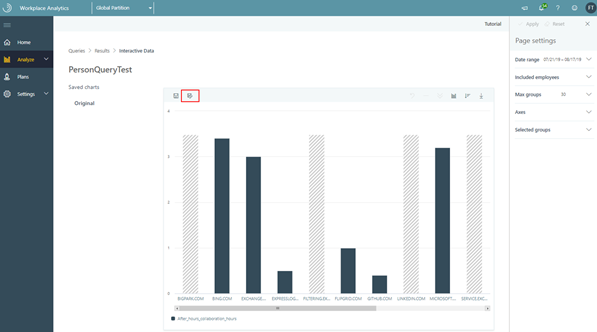 Workplace Analytics
Global Partition
FT
Home
Analyze
Plans
Settings
Tutorial
Queries > Results > Interactive Data
PersonQueryTest
Saved charts
Original
4
3
2
1
0
BIGPARK.COM BING.COM EXCHANGE.... EXPRESSLOG... FILTERING.EX... FLIPGRID.COM GITHUB.COM LINKEDIN.COM MICROSOFT.... SERVICE.EXC...
After_hours_collaboration_hours
Apply Reset
Page settings
Date range 07/21/19 - 08/17/19
Included employees
Max groups 50
Axes
Selected groups